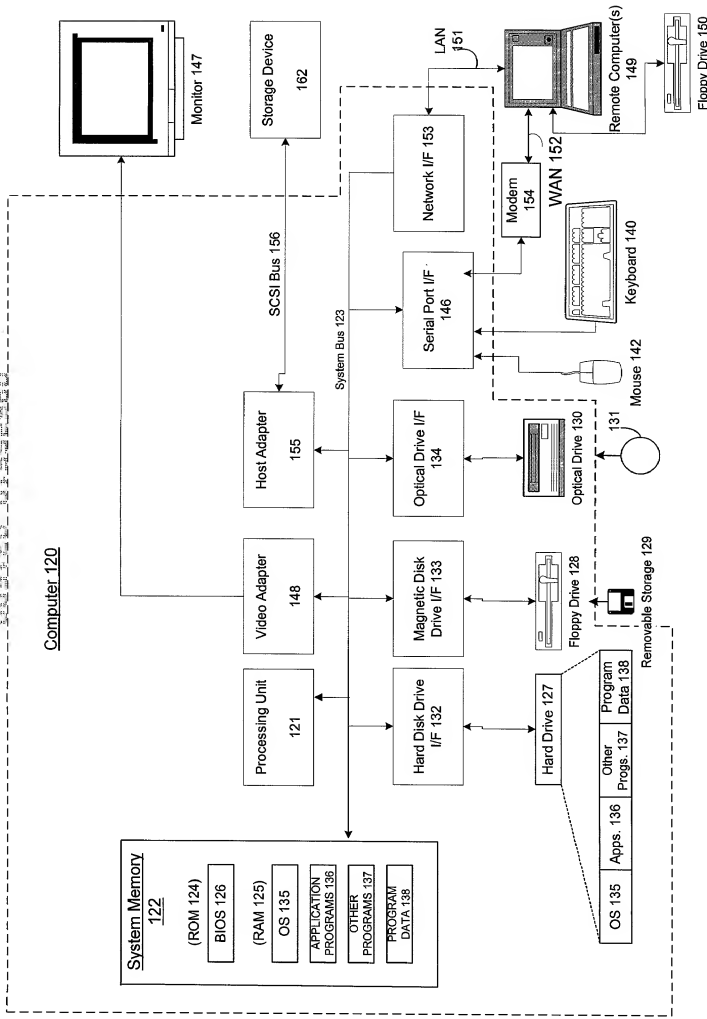 Computer 120
System Memory
122
(ROM 124)
BIOS 126
(RAM 125)
OS 135
APPLICATION
PROGRAMS 136
OTHER
PROGRAMS 137
PROGRAM
DATA 138
Processing Unit
121
Video Adapter
148
Host Adapter
155
SCSI Bus 156
System Bus 123
Monitor 147
Storage Device
162
Hard Disk Drive
I/F 132
Magnetic Disk
Drive I/F 133
Optical Drive I/F
134
Serial Port I/F
146
Network I/F 153
LAN
151
Modem
154
WAN 152
Remote Computer(s)
149
Floppy Drive 150
Hard Drive 127
Floppy Drive 128
Optical Drive 130
131
Mouse 142
Keyboard 140
Removable Storage 129
OS 135
Apps. 136
Other
Progs. 137
Program
Data 138